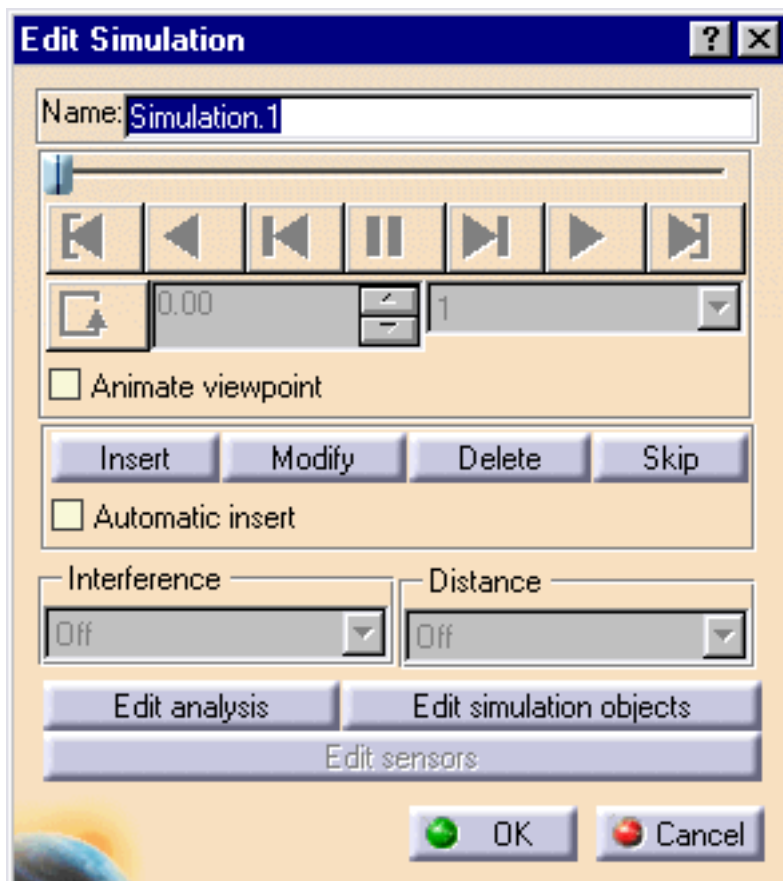 Edit Simulation
Name: Simulation.1
0.00 1
Animate viewpoint
Insert Modify Delete Skip
Automatic insert
Interference Distance
Off Off
Edit analysis Edit simulation objects
Edit sensors
OK Cancel